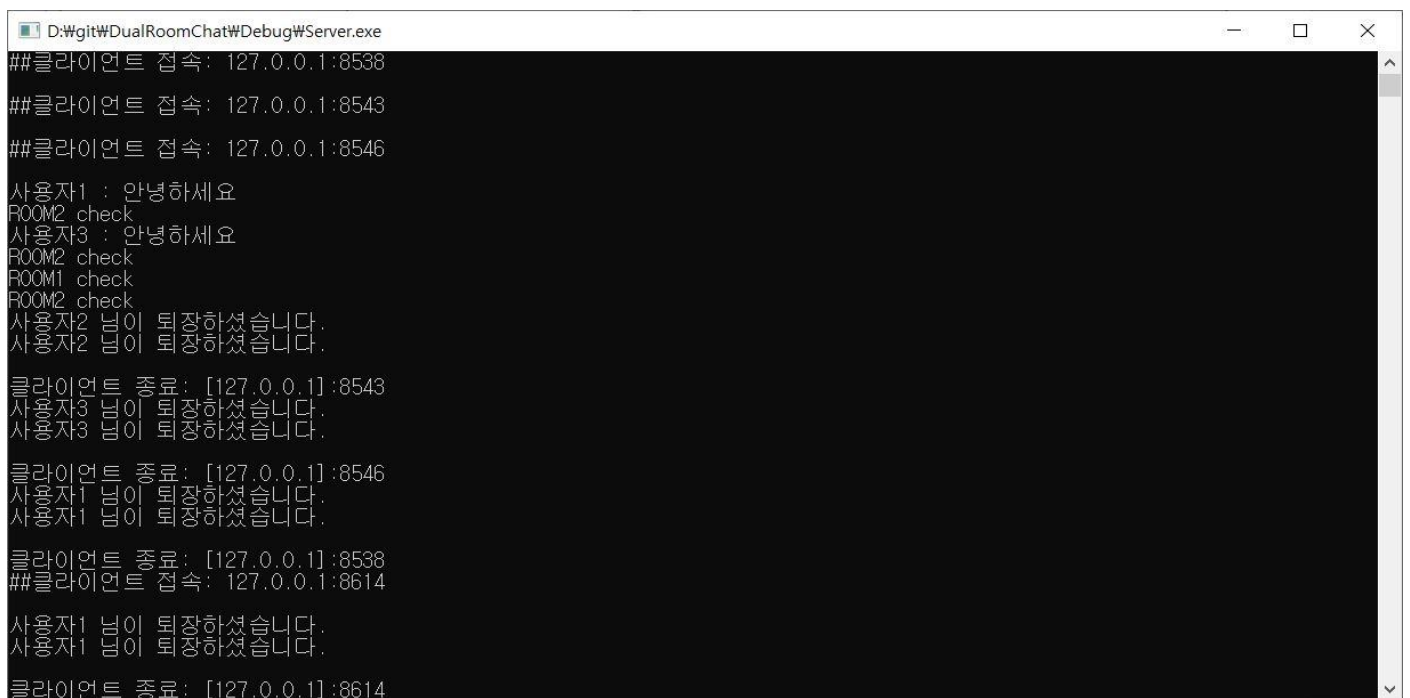 D:₩git₩DualRoomChat₩Debug₩Server.exe
##클라이언트 접속: 127.0.0.1:8538
##클라이언트 접속: 127.0.0.1:8543
##클라이언트 접속: 127.0.0.1:8546
사용자1 : 안녕하세요
ROOM2 check
사용자3 : 안녕하세요
ROOM2 check
ROOM1 check
ROOM2 check
사용자2 님이 퇴장하셨습니다.
사용자2 님이 퇴장하셨습니다.
클라이언트 종료: [127.0.0.1]:8543
사용자3 님이 퇴장하셨습니다.
사용자3 님이 퇴장하셨습니다.
클라이언트 종료: [127.0.0.1]:8546
사용자1 님이 퇴장하셨습니다.
사용자1 님이 퇴장하셨습니다.
클라이언트 종료: [127.0.0.1]:8538
##클라이언트 접속: 127.0.0.1:8614
사용자1 님이 퇴장하셨습니다.
사용자1 님이 퇴장하셨습니다.
클라이언트 종료: [127.0.0.1]:8614